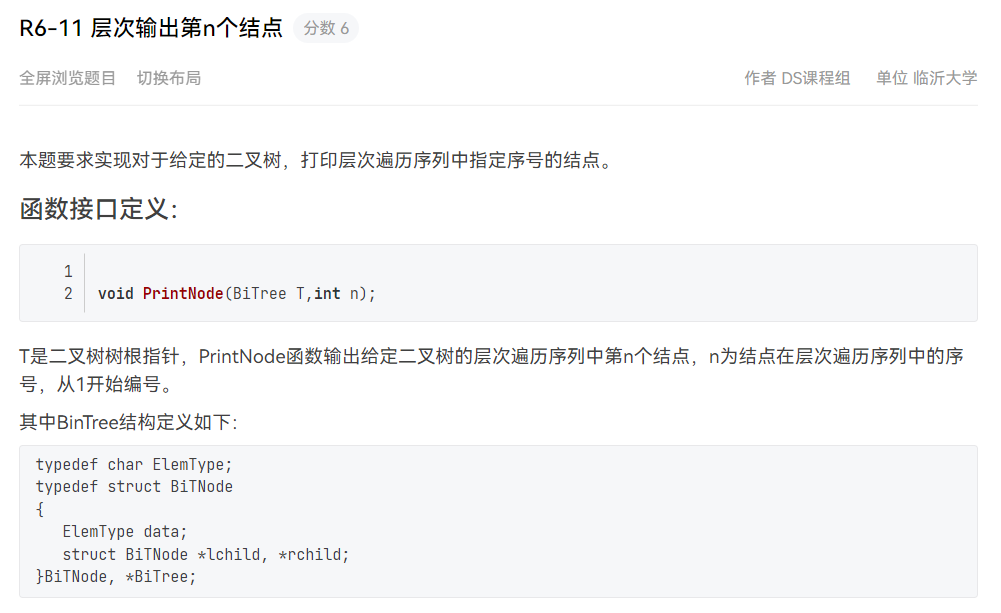 R6-11 层次输出第n个结点 分数 6
全屏浏览题目 切换布局 作者 DS课程组 单位 临沂大学
本题要求实现对于给定的二叉树，打印层次遍历序列中指定序号的结点。
函数接口定义：
1
2 void PrintNode(BiTree T,int n);
T是二叉树树根指针，PrintNode函数输出给定二叉树的层次遍历序列中第n个结点，n为结点在层次遍历序列中的序
号，从1开始编号。
其中BinTree结构定义如下：
typedef char ElemType;
typedef struct BiTNode
{
   ElemType data;
   struct BiTNode *lchild, *rchild;
}BiTNode, *BiTree;